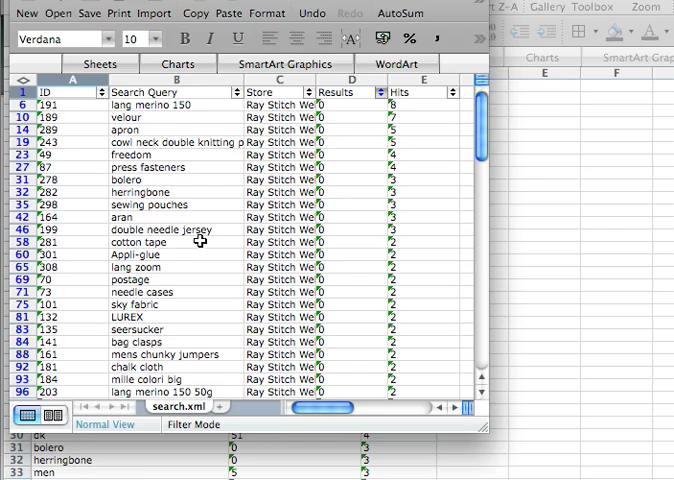 New Open Save Print Import Copy Paste Format Undo Redo AutoSum
Z-A Gallery Toolbox Zoom
Verdana 10 B I U ABC % ,
Sheets Charts SmartArt Graphics WordArt
Charts SmartArt Grap
A B C D E
E F
1 ID Search Query Store Results Hits
6 191 lang merino 150 Ray Stitch We 0 8
10 189 velour Ray Stitch We 0 7
14 289 apron Ray Stitch We 0 5
19 243 cowl neck double knitting p Ray Stitch We 0 5
23 49 freedom Ray Stitch We 0 4
27 87 press fasteners Ray Stitch We 0 4
31 278 bolero Ray Stitch We 0 3
32 282 herringbone Ray Stitch We 0 3
35 298 sewing pouches Ray Stitch We 0 3
42 164 aran Ray Stitch We 0 3
46 199 double needle jersey Ray Stitch We 0 3
58 281 cotton tape Ray Stitch We 0 2
60 301 Appli-glue Ray Stitch We 0 2
65 308 lang zoom Ray Stitch We 0 2
69 70 postage Ray Stitch We 0 2
71 73 needle cases Ray Stitch We 0 2
75 101 sky fabric Ray Stitch We 0 2
81 132 LUREX Ray Stitch We 0 2
83 135 seersucker Ray Stitch We 0 2
84 141 bag clasps Ray Stitch We 0 2
88 161 mens chunky jumpers Ray Stitch We 0 2
92 181 chalk cloth Ray Stitch We 0 2
93 184 mille colori big Ray Stitch We 0 2
96 203 lang merino 150 50g Ray Stitch We 0 2
search.xml
Normal View Filter Mode
30 dk 51 4
31 bolero 0 3
32 herringbone 0 3
33 men 5 3